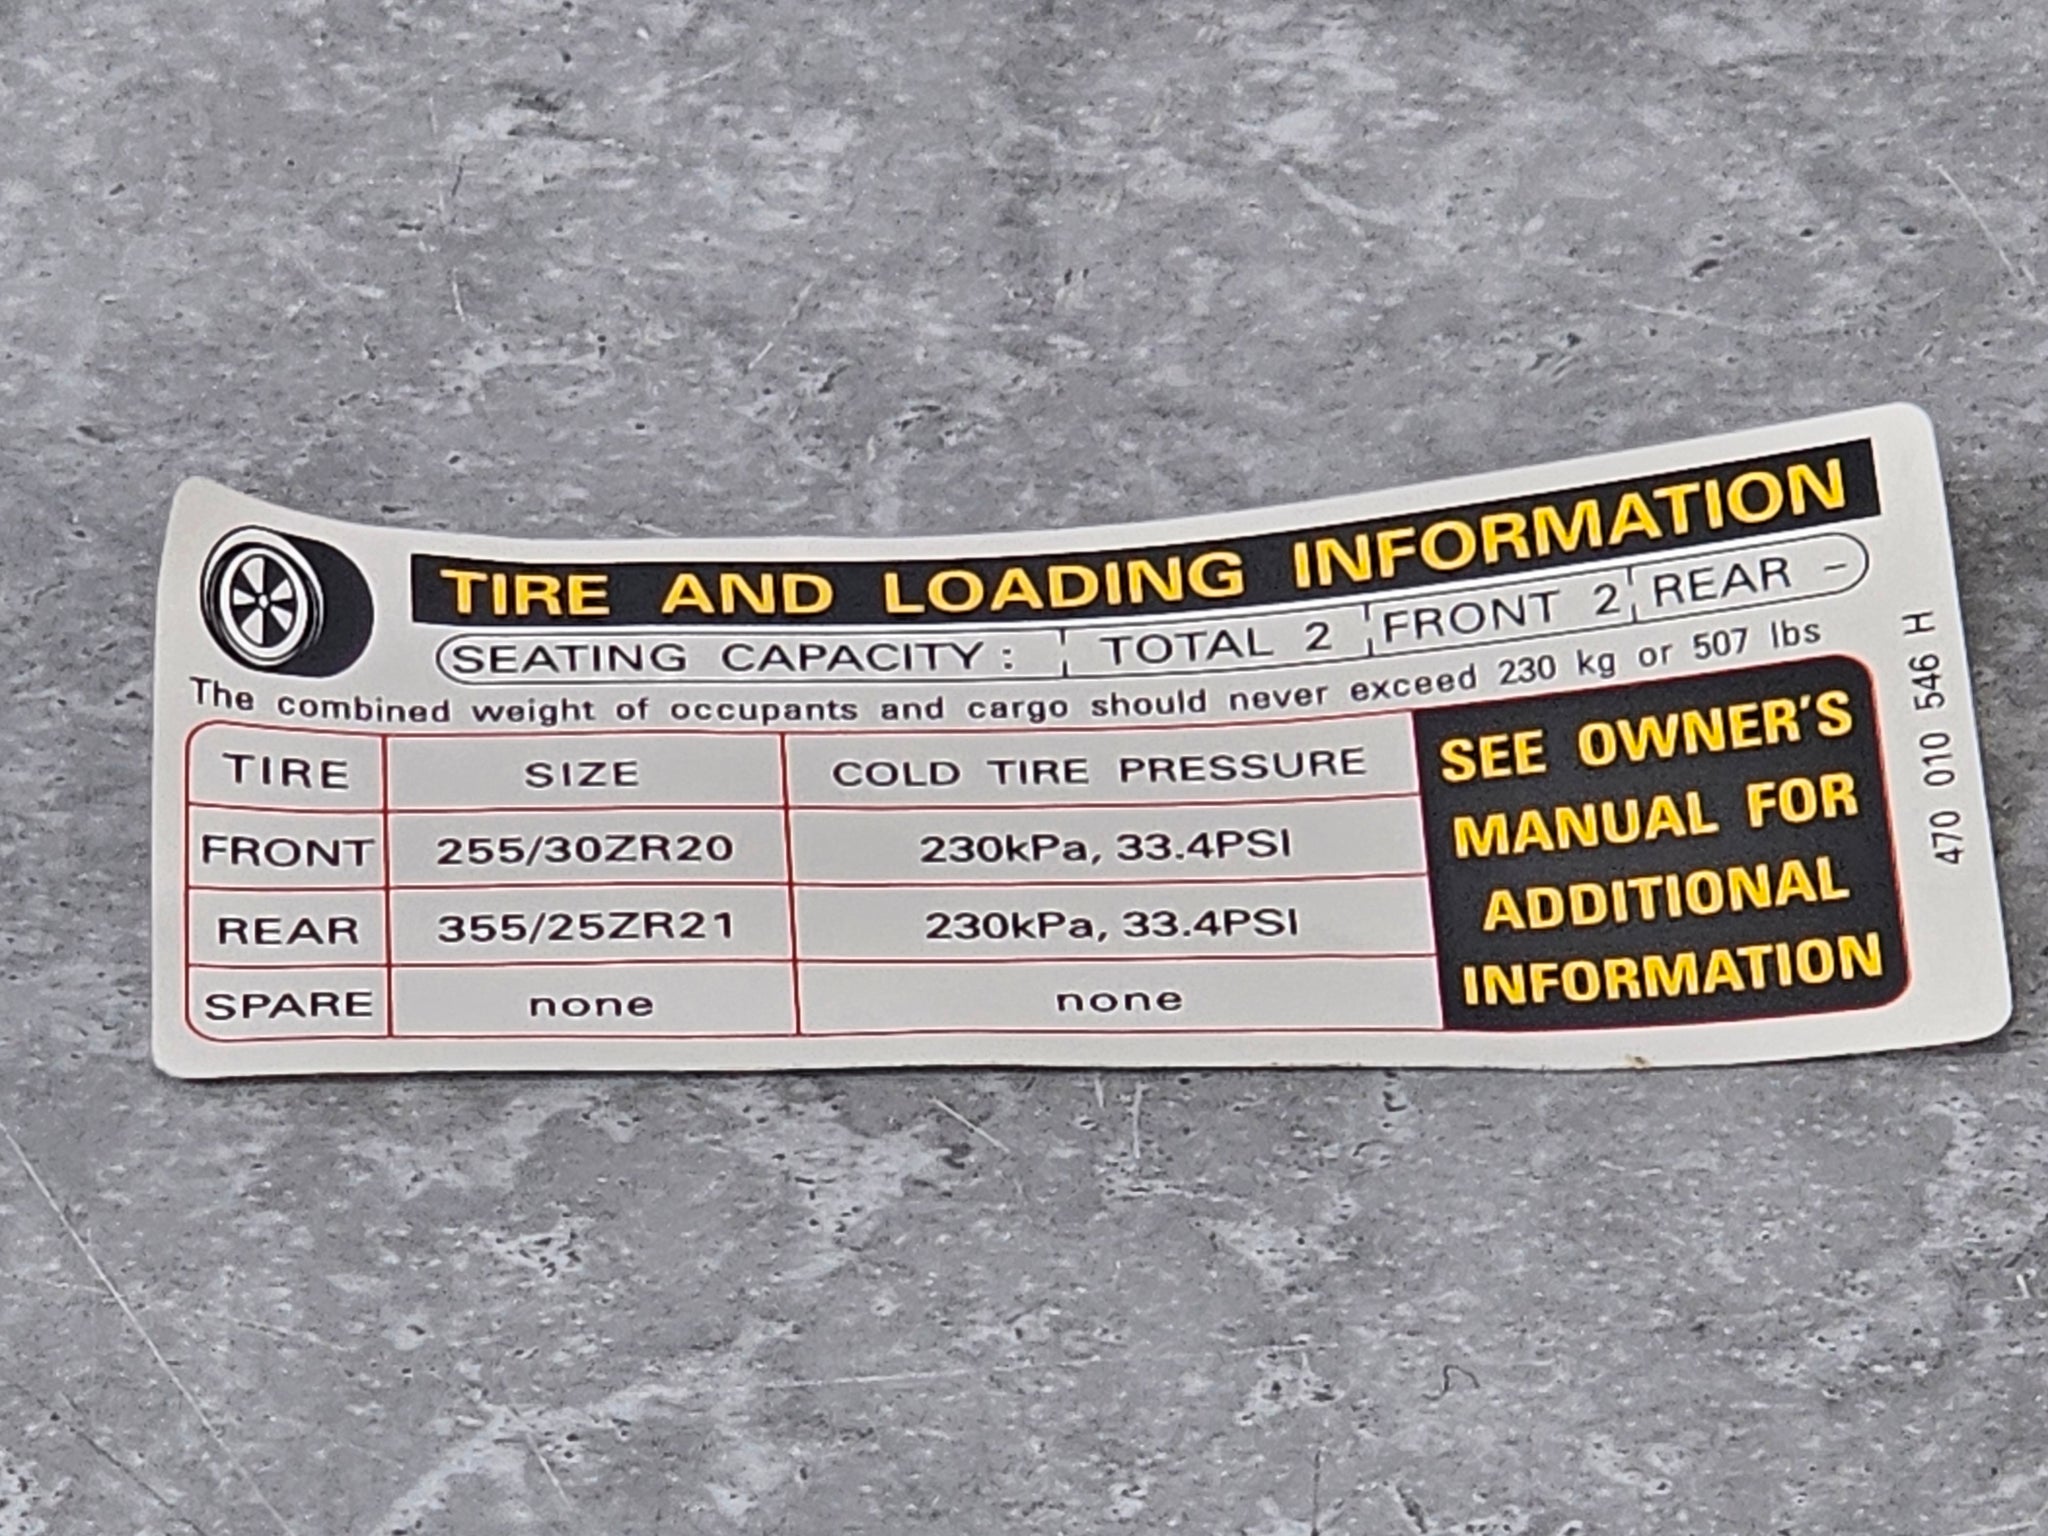 TIRE AND LOADING INFORMATION
SEATING CAPACITY : TOTAL 2 FRONT 2 REAR -
The combined weight of occupants and cargo should never exceed 230 kg or 507 lbs
TIRE SIZE COLD TIRE PRESSURE
FRONT 255/30ZR20 230kPa, 33.4PSI
REAR 355/25ZR21 230kPa, 33.4PSI
SPARE none none
SEE OWNER'S
MANUAL FOR
ADDITIONAL
INFORMATION
470 010 546 H